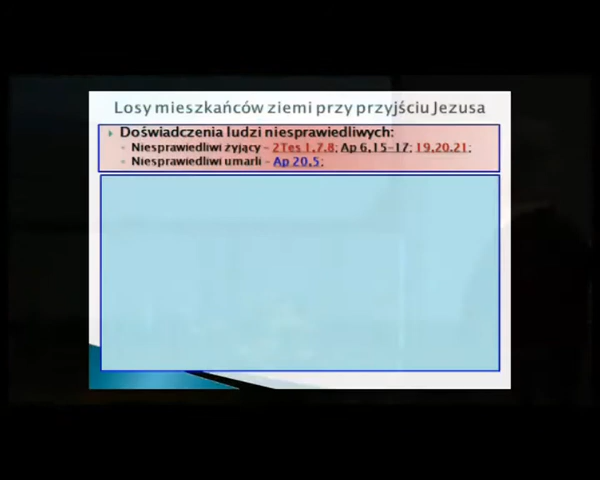 Losy mieszkańców ziemi przy przyjściu Jezusa
Doświadczenia ludzi niesprawiedliwych:
Niesprawiedliwi żyjący - 2Tes 1,7.8; Ap 6,15-17; 19,20.21;
Niesprawiedliwi umarli - Ap 20,5;